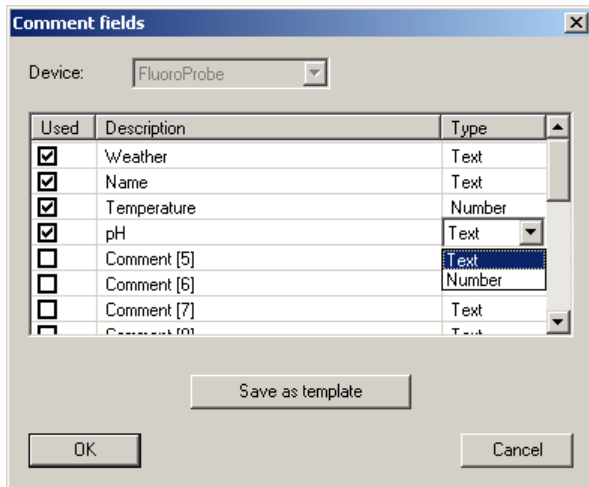 Comment fields
Device: FluoroProbe
Used Description Type
Weather Text
Name Text
Temperature Number
pH Text
Comment [5] Text
Comment [6] Number
Comment [7] Text
Save as template
OK Cancel